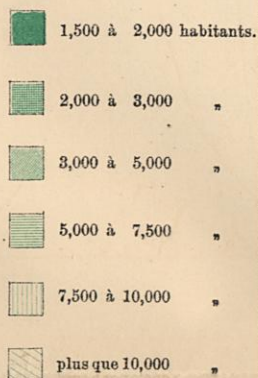 1,500 à 2,000 habitants.
2,000 à 3,000 „
3,000 à 5,000 „
5,000 à 7,500 „
7,500 à 10,000 „
plus que 10,000 „